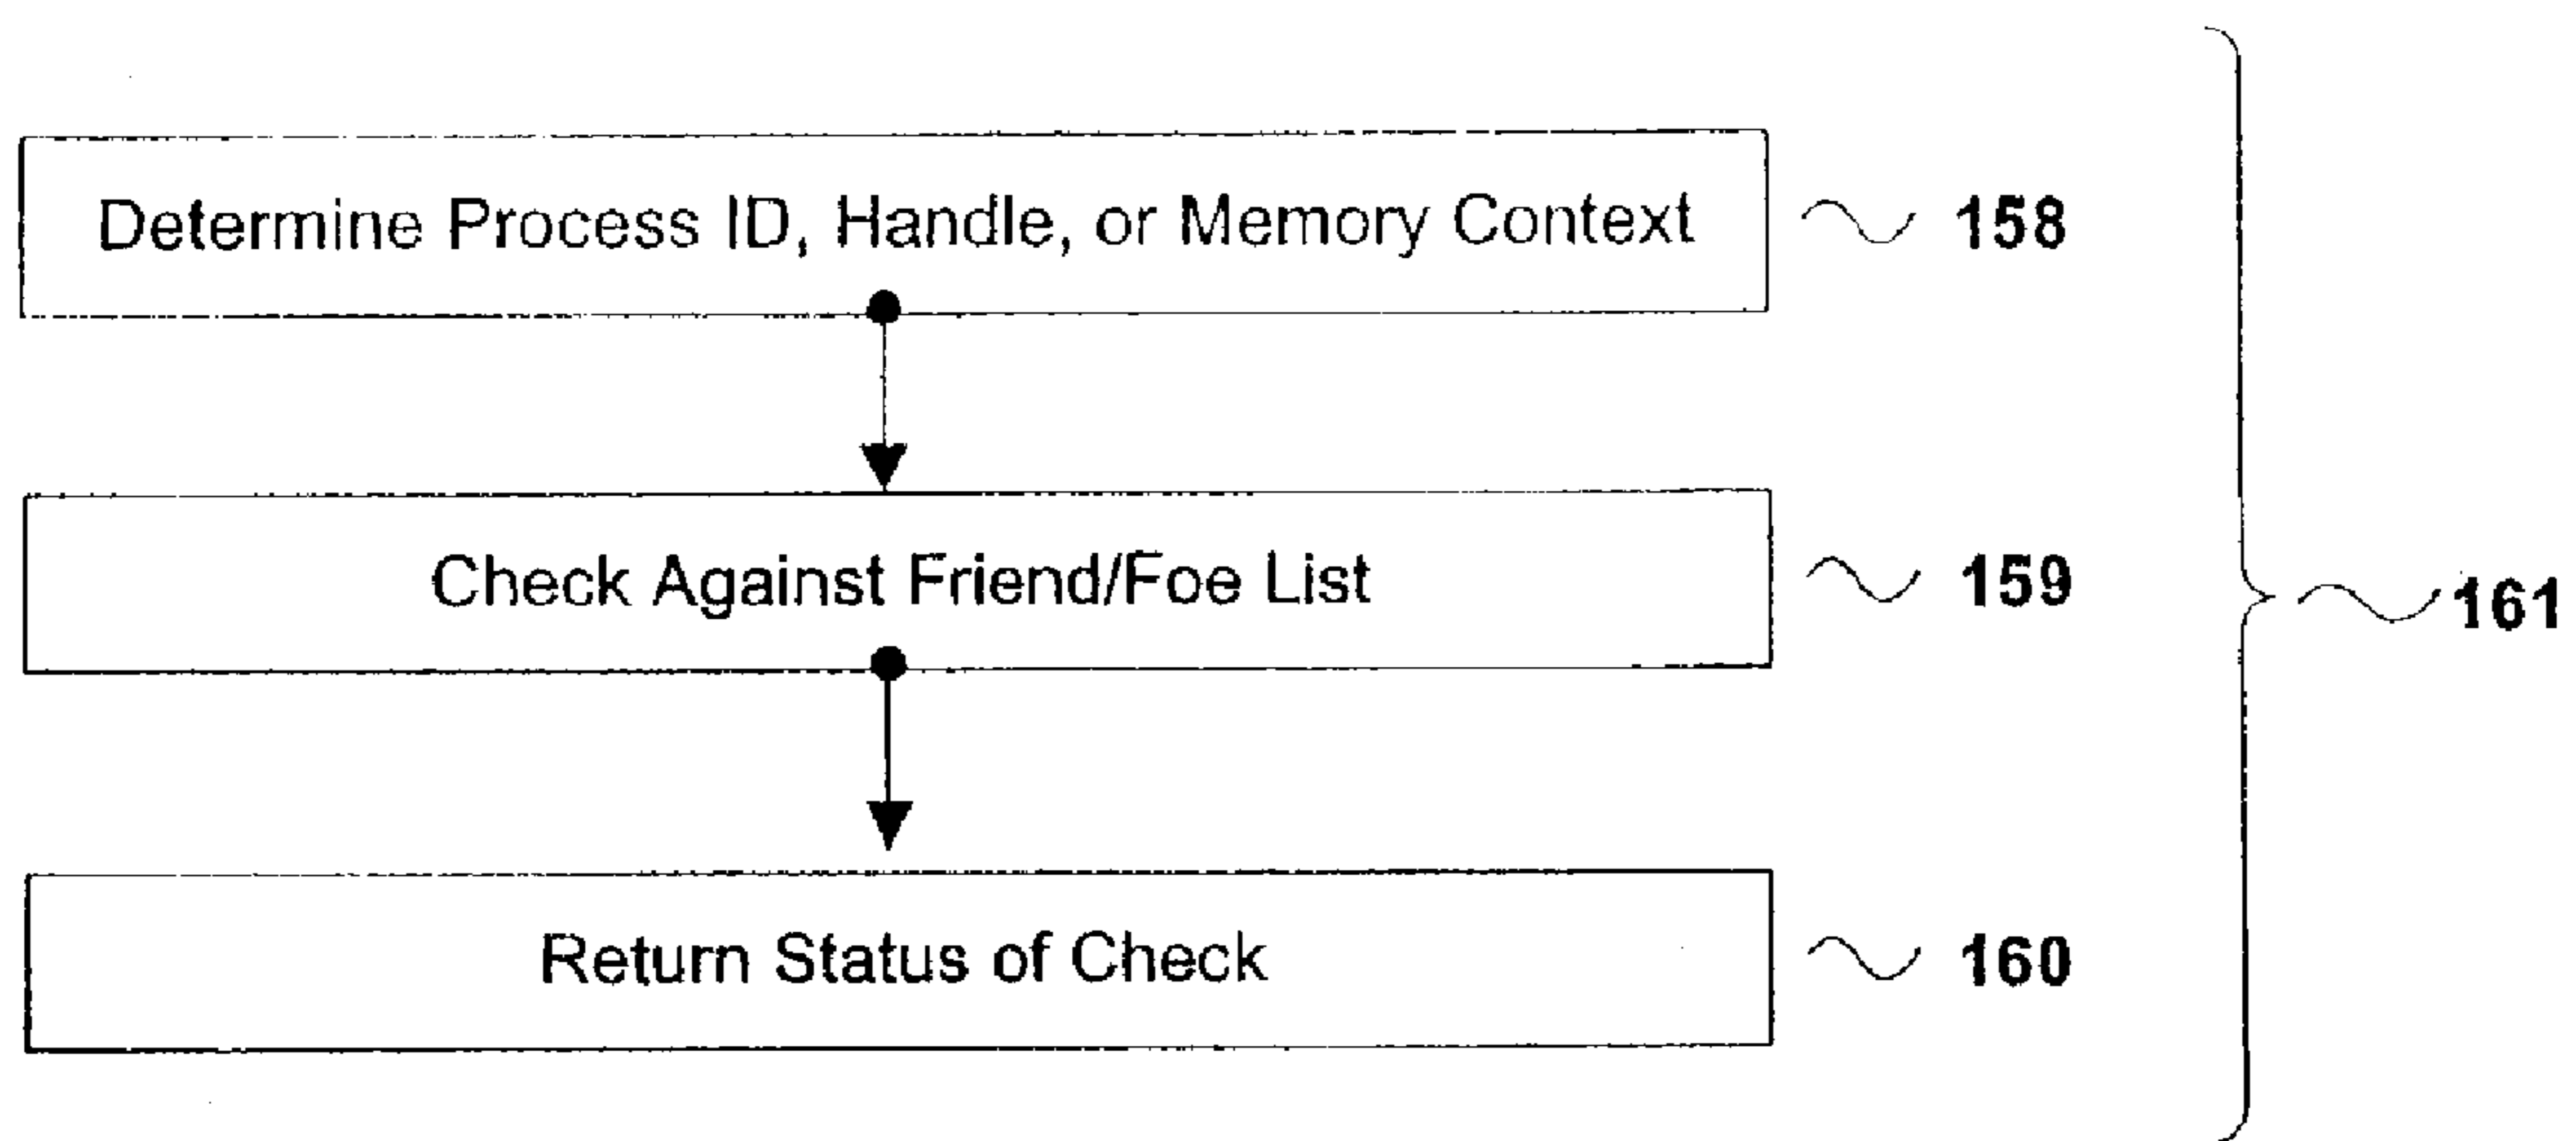 Determine Process ID, Handle, or Memory Context 158
Check Against Friend/Foe List 159
161
Return Status of Check 160